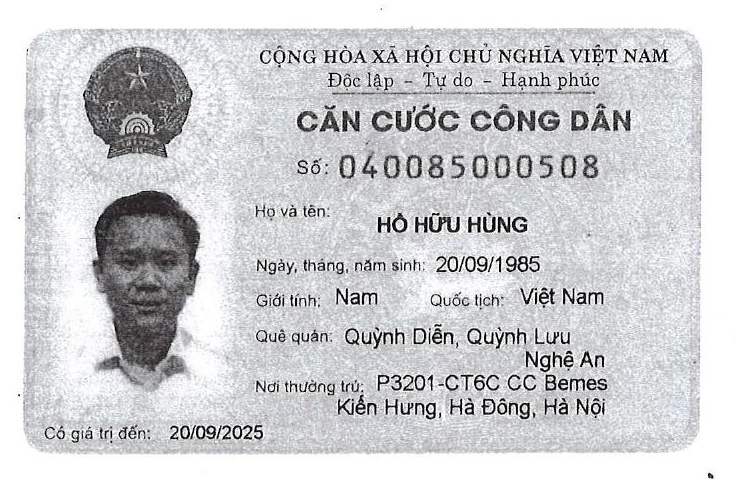 CỘNG HÒA XÃ HỘI CHỦ NGHĨA VIỆT NAM
Độc lập - Tự do - Hạnh phúc
CĂN CƯỚC CÔNG DÂN
Số: 040085000508
Họ và tên:
HỒ HỮU HÙNG
Ngày, tháng, năm sinh: 20/09/1985
Giới tính: Nam Quốc tịch: Việt Nam
Quê quán: Quỳnh Diễn, Quỳnh Lưu
Nghệ An
Nơi thường trú: P3201-CT6C CC Bemes
Kiến Hưng, Hà Đông, Hà Nội
Có giá trị đến: 20/09/2025